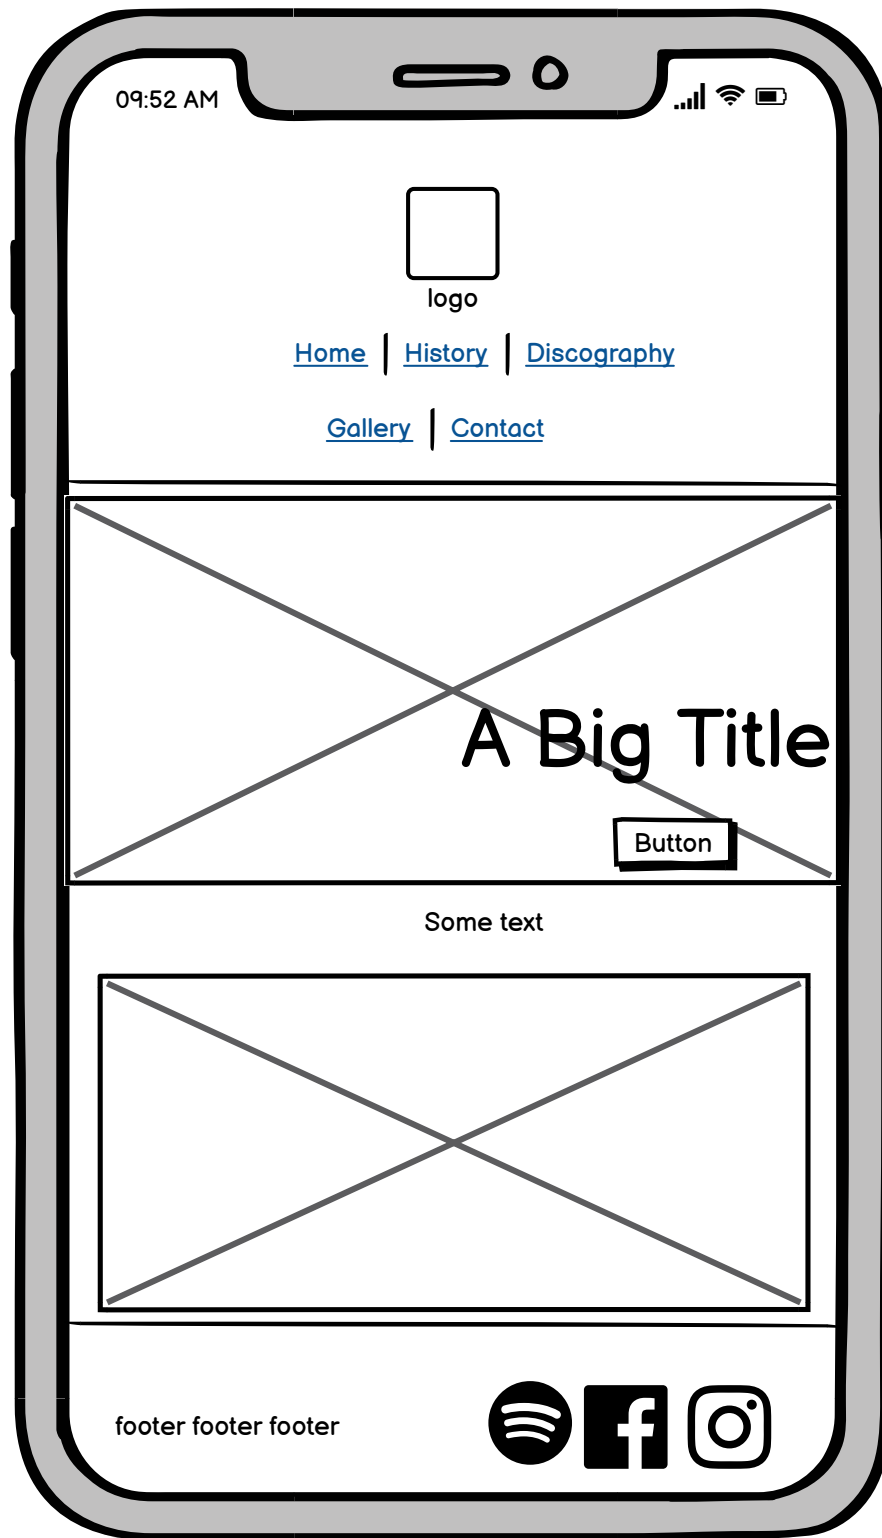 09:52 AM
logo
Home | History | Discography
Gallery | Contact
A Big Title
Button
Some text
footer footer footer